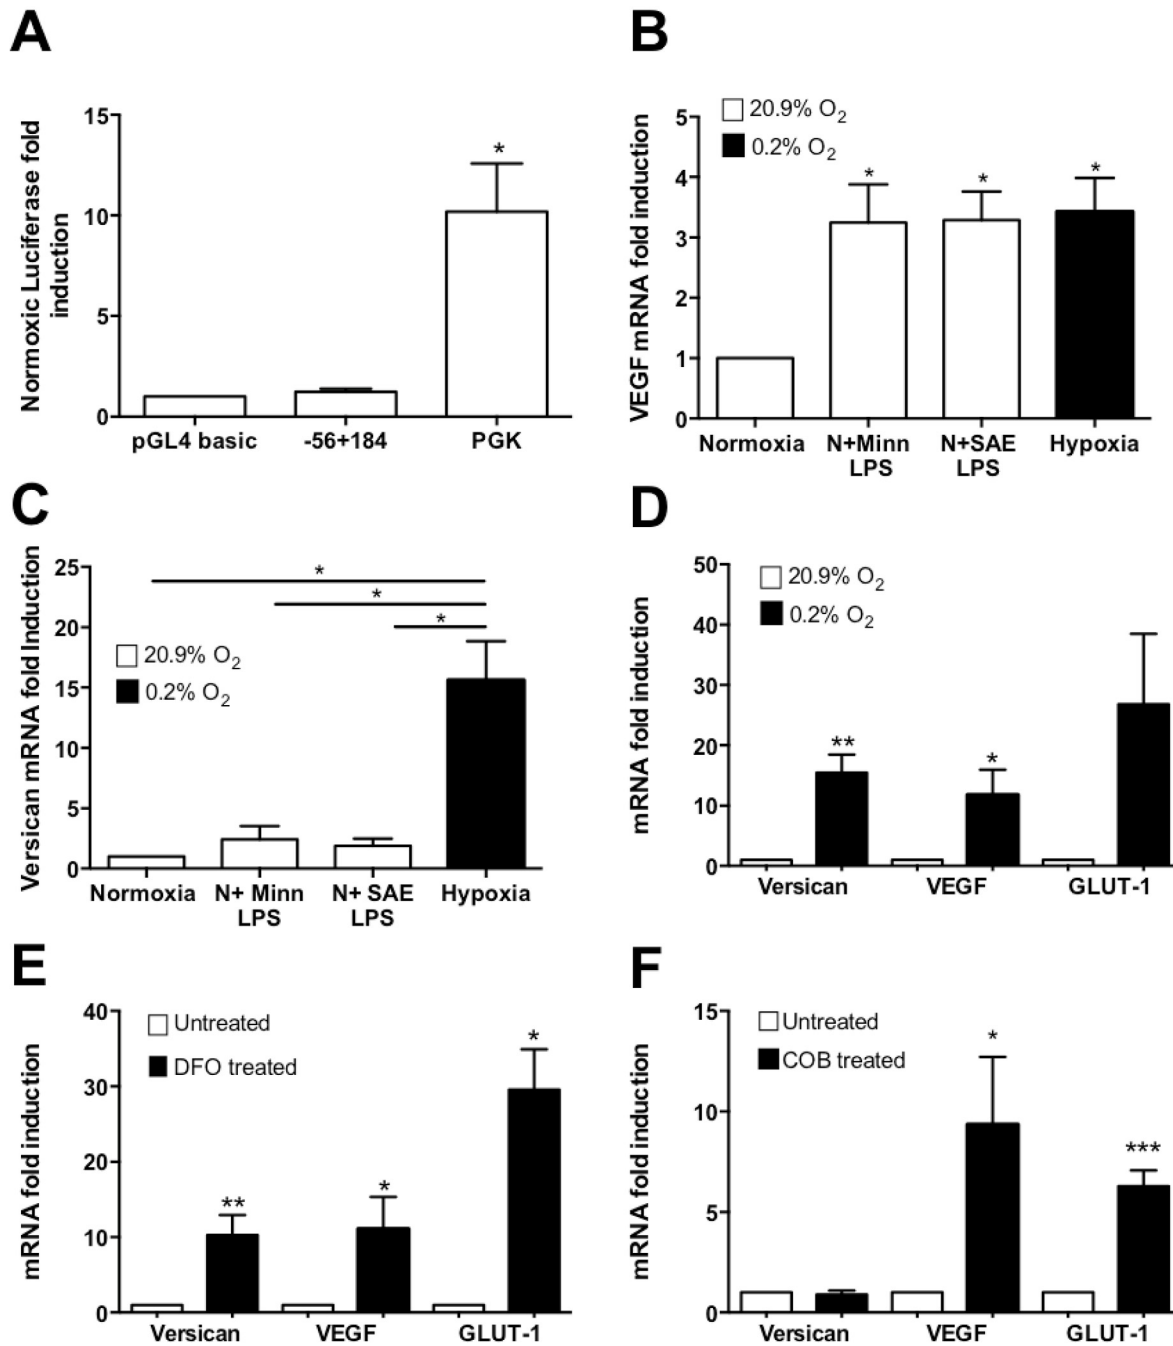 A
Normoxic Luciferase fold
induction
15
10
5
0
*
pGL4 basic
-56+184
PGK
B
VEGF mRNA fold induction
20.9% O2
0.2% O2
5
4
3
2
1
0
*
*
*
Normoxia
N+Minn
LPS
N+SAE
LPS
Hypoxia
C
Versican mRNA fold Induction
25
20
15
10
5
0
*
*
*
20.9% O2
0.2% O2
Normoxia
N+ Minn
LPS
N+ SAE
LPS
Hypoxia
D
mRNA fold induction
50
40
30
20
10
0
20.9% O2
0.2% O2
**
*
Versican
VEGF
GLUT-1
E
mRNA fold induction
40
30
20
10
0
Untreated
DFO treated
**
*
*
Versican
VEGF
GLUT-1
F
mRNA fold induction
15
10
5
0
Untreated
COB treated
*
***
Versican
VEGF
GLUT-1